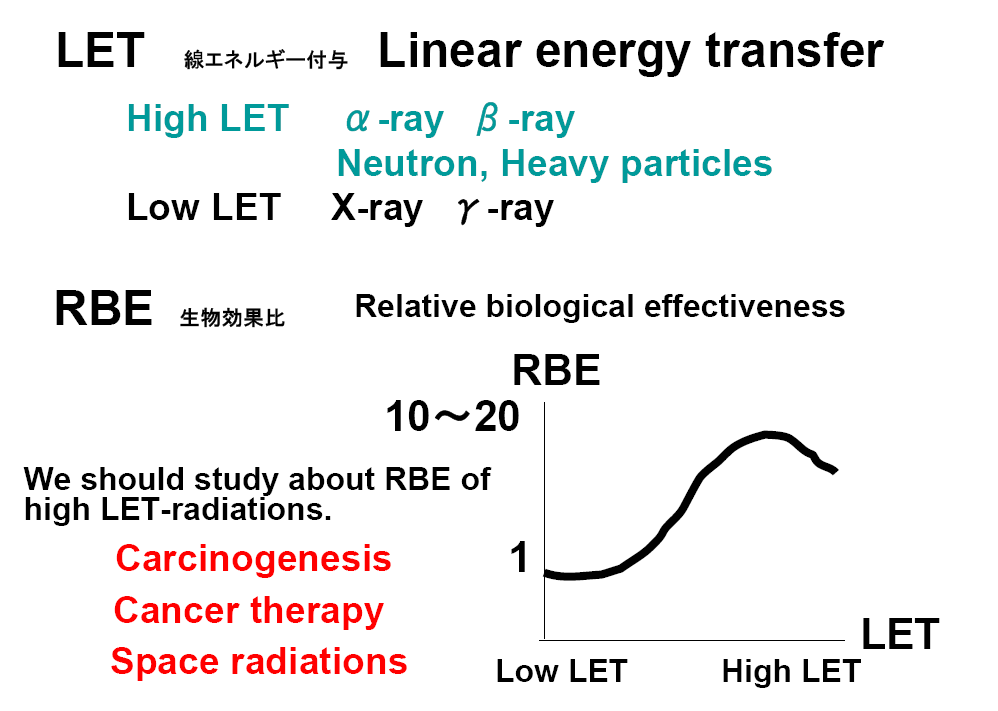 LET 線エネルギー付与 Linear energy transfer
High LET α-ray β-ray
Neutron, Heavy particles
Low LET X-ray γ-ray
RBE 生物効果比 Relative biological effectiveness
RBE
10～20
We should study about RBE of
high LET-radiations.
1
Carcinogenesis
Cancer therapy
Space radiations
LET
Low LET High LET